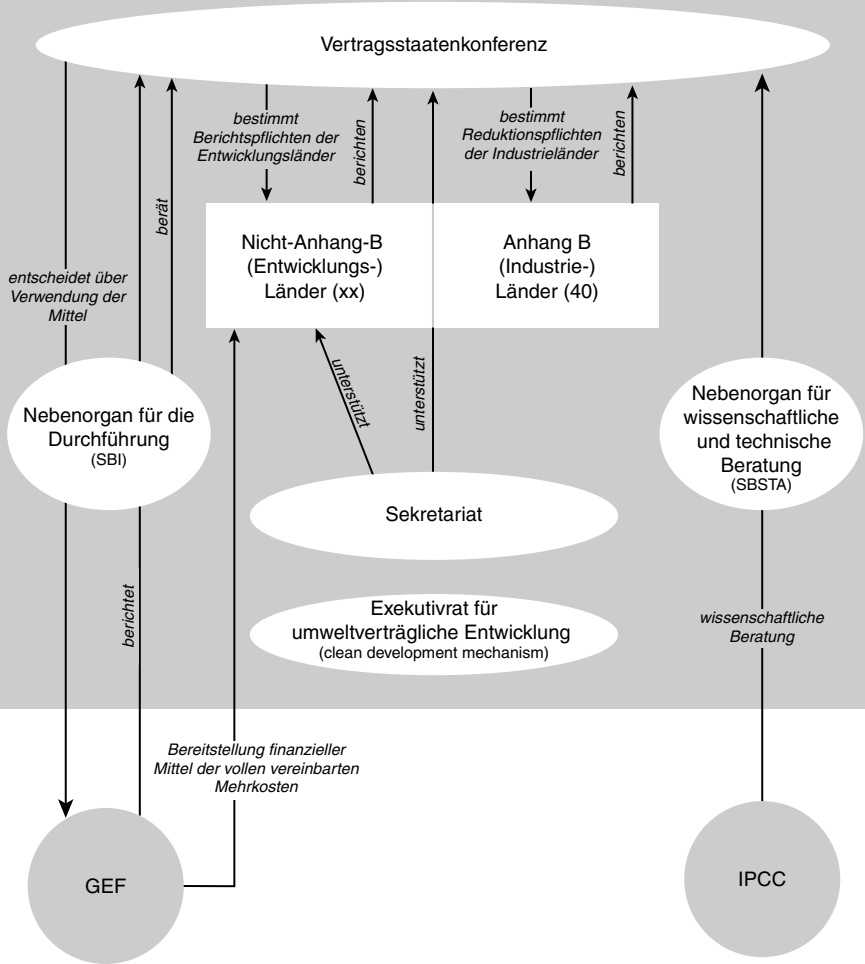 Vertragsstaatenkonferenz
bestimmt
Berichtspflichten der
Entwicklungsländer
berichten
bestimmt
Reduktionspflichten
der Industrieländer
berichten
berät
Nicht-Anhang-B
(Entwicklungs-)
Länder (xx)
Anhang B
(Industrie-)
Länder (40)
entscheidet über
Verwendung der
Mittel
unterstützt
unterstützt
Nebenorgan für die
Durchführung
(SBI)
Nebenorgan für
wissenschaftliche
und technische
Beratung
(SBSTA)
Sekretariat
berichtet
Exekutivrat für
umweltverträgliche Entwicklung
(clean development mechanism)
wissenschaftliche
Beratung
Bereitstellung finanzieller
Mittel der vollen vereinbarten
Mehrkosten
GEF
IPCC